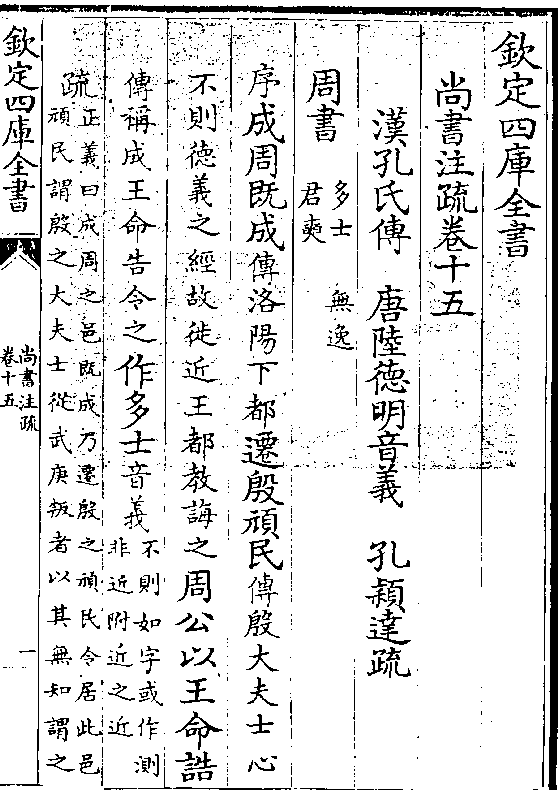 欽定四庫全書
尚書注疏卷十五
漢孔氏傳　唐陸德明音義　孔穎達疏
周書
多士　無逸
君奭
序成周既成傳洛陽下都遷殷頑民傳殷大夫士心
不則德義之經故徙近王都教誨之周公以王命誥
傳稱成王命告令之作多士音義
不則如字或作測
非近附近之近
疏
正義曰成周之邑既成乃遷殷之頑民令居此邑
頑民謂殷之大夫士從武庚叛者以其無知謂之
欽定四庫全書
尚書注疏
卷十五
一